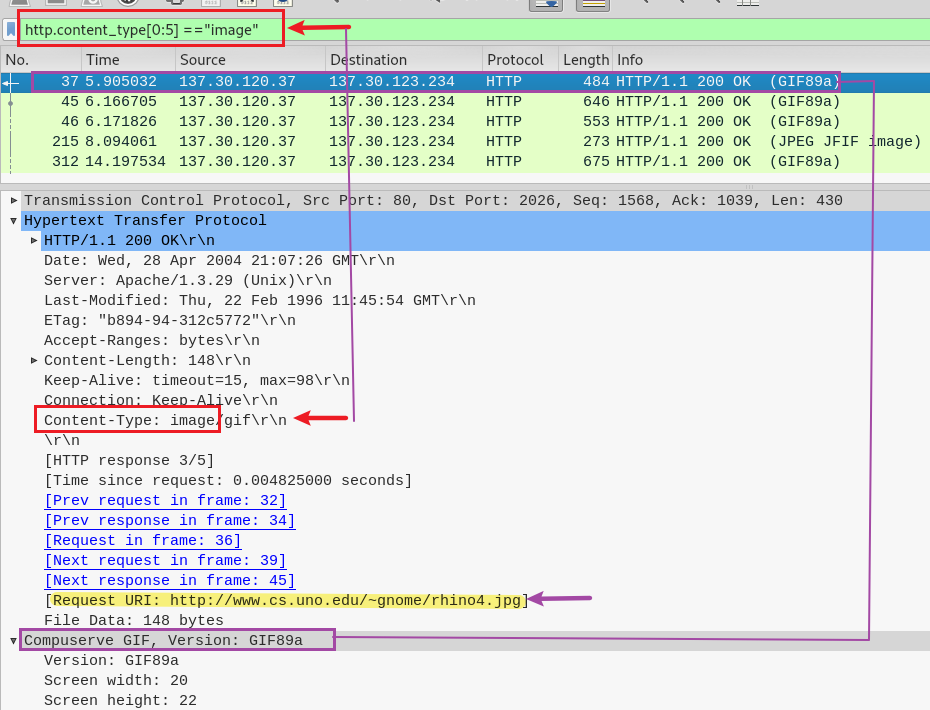 http.content_type[0:5] =="image"
No. Time Source Destination Protocol Length Info
37 5.905032 137.30.120.37 137.30.123.234 HTTP 484 HTTP/1.1 200 OK (GIF89a)
45 6.166705 137.30.120.37 137.30.123.234 HTTP 646 HTTP/1.1 200 OK (GIF89a)
46 6.171826 137.30.120.37 137.30.123.234 HTTP 553 HTTP/1.1 200 OK (GIF89a)
215 8.094061 137.30.120.37 137.30.123.234 HTTP 273 HTTP/1.1 200 OK (JPEG JFIF image)
312 14.197534 137.30.120.37 137.30.123.234 HTTP 675 HTTP/1.1 200 OK (GIF89a)
Transmission Control Protocol, Src Port: 80, Dst Port: 2026, Seq: 1568, Ack: 1039, Len: 430
Hypertext Transfer Protocol
HTTP/1.1 200 OK\r\n
Date: Wed, 28 Apr 2004 21:07:26 GMT\r\n
Server: Apache/1.3.29 (Unix)\r\n
Last-Modified: Thu, 22 Feb 1996 11:45:54 GMT\r\n
ETag: "b894-94-312c5772"\r\n
Accept-Ranges: bytes\r\n
Content-Length: 148\r\n
Keep-Alive: timeout=15, max=98\r\n
Connection: Keep-Alive\r\n
Content-Type: image/gif\r\n
\r\n
[HTTP response 3/5]
[Time since request: 0.004825000 seconds]
[Prev request in frame: 32]
[Prev response in frame: 34]
[Request in frame: 36]
[Next request in frame: 39]
[Next response in frame: 45]
[Request URI: http://www.cs.uno.edu/~gnome/rhino4.jpg]
File Data: 148 bytes
Compuserve GIF, Version: GIF89a
Version: GIF89a
Screen width: 20
Screen height: 22